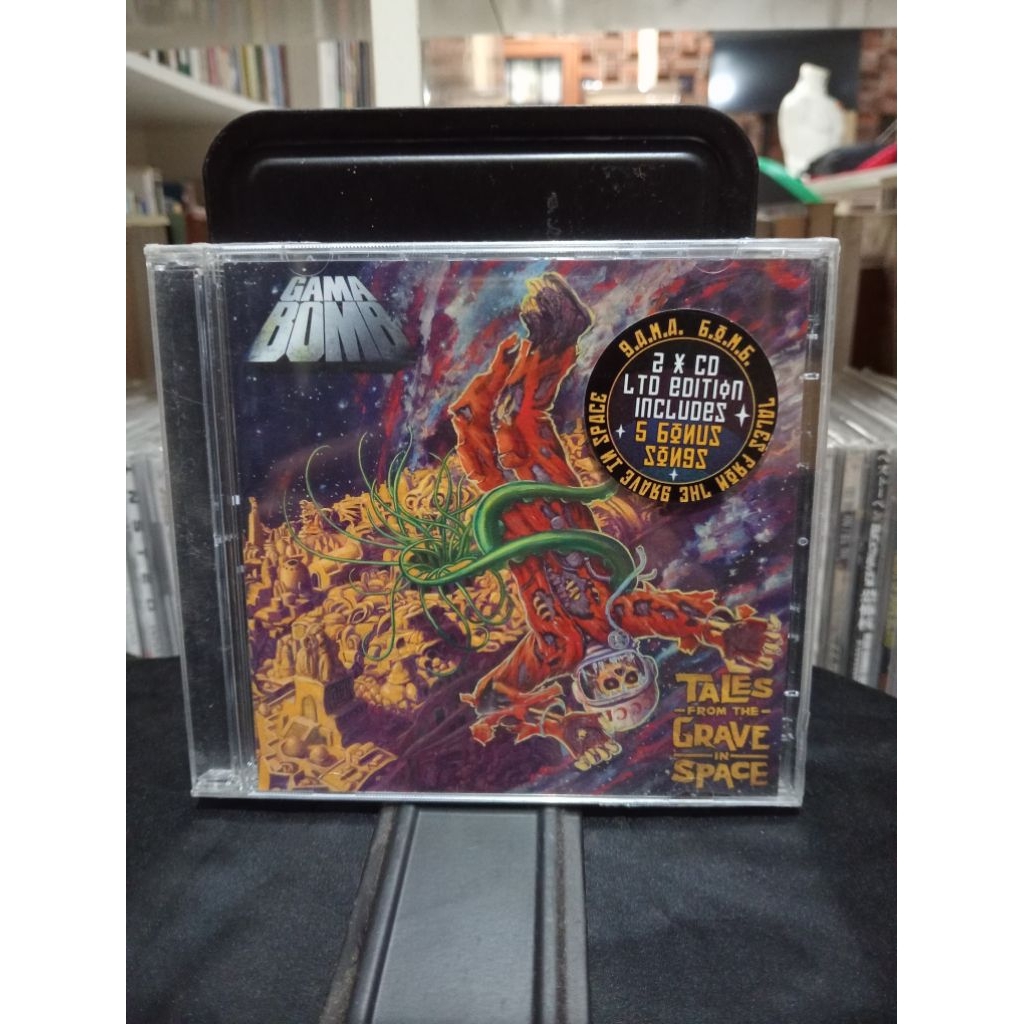 GAMA
BOMB
G.A.M.A. B.O.M.B.
TALES FROM THE GRAVE IN SPACE
2 X CD
LTD EDITION
INCLUDES
5 BONUS
SONGS
TALES
FROM THE
GRAVE
IN
SPACE